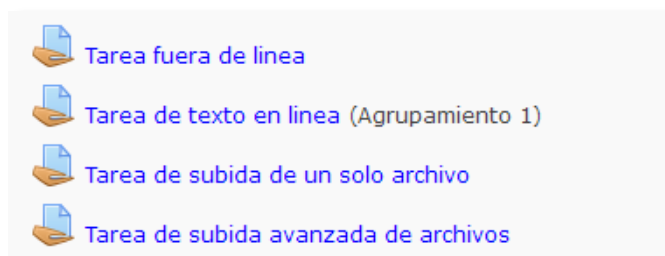 Tarea fuera de linea
Tarea de texto en linea (Agrupamiento 1)
Tarea de subida de un solo archivo
Tarea de subida avanzada de archivos